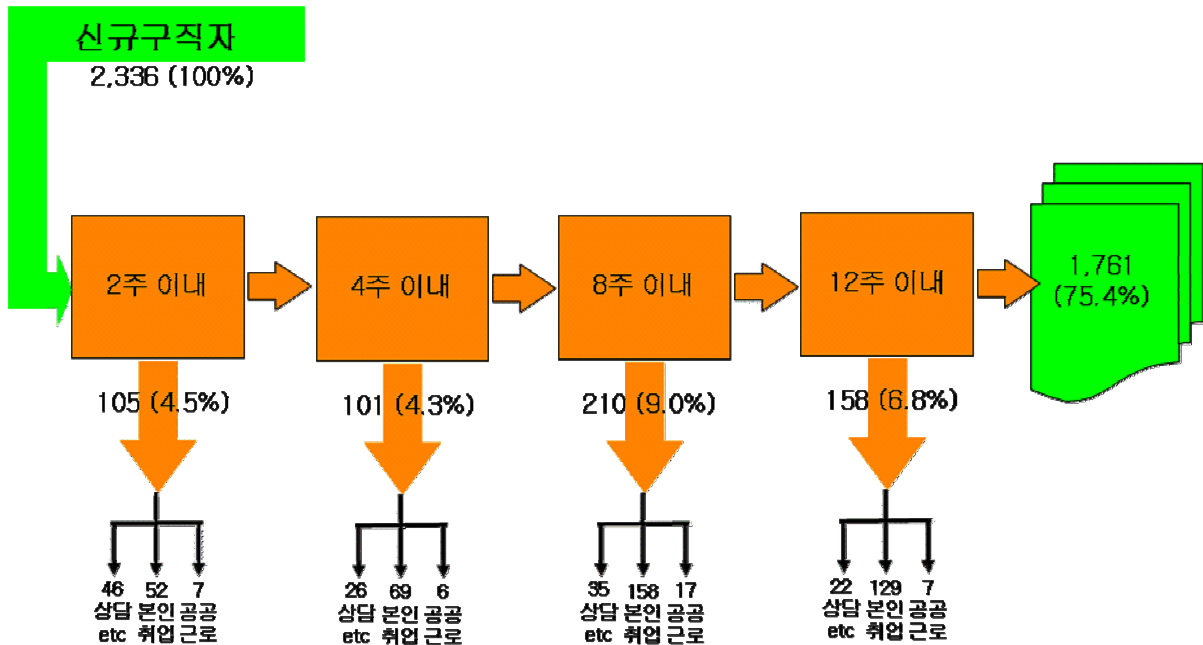 신규구직자
2,336 (100%)
2주 이내
4주 이내
8주 이내
12주 이내
1,761
(75.4%)
105 (4.5%)
101 (4.3%)
210 (9.0%)
158 (6.8%)
46 52 7
상담 본인 공공
etc 취업 근로
26 69 6
상담 본인 공공
etc 취업 근로
35 158 17
상담 본인 공공
etc 취업 근로
22 129 7
상담 본인 공공
etc 취업 근로